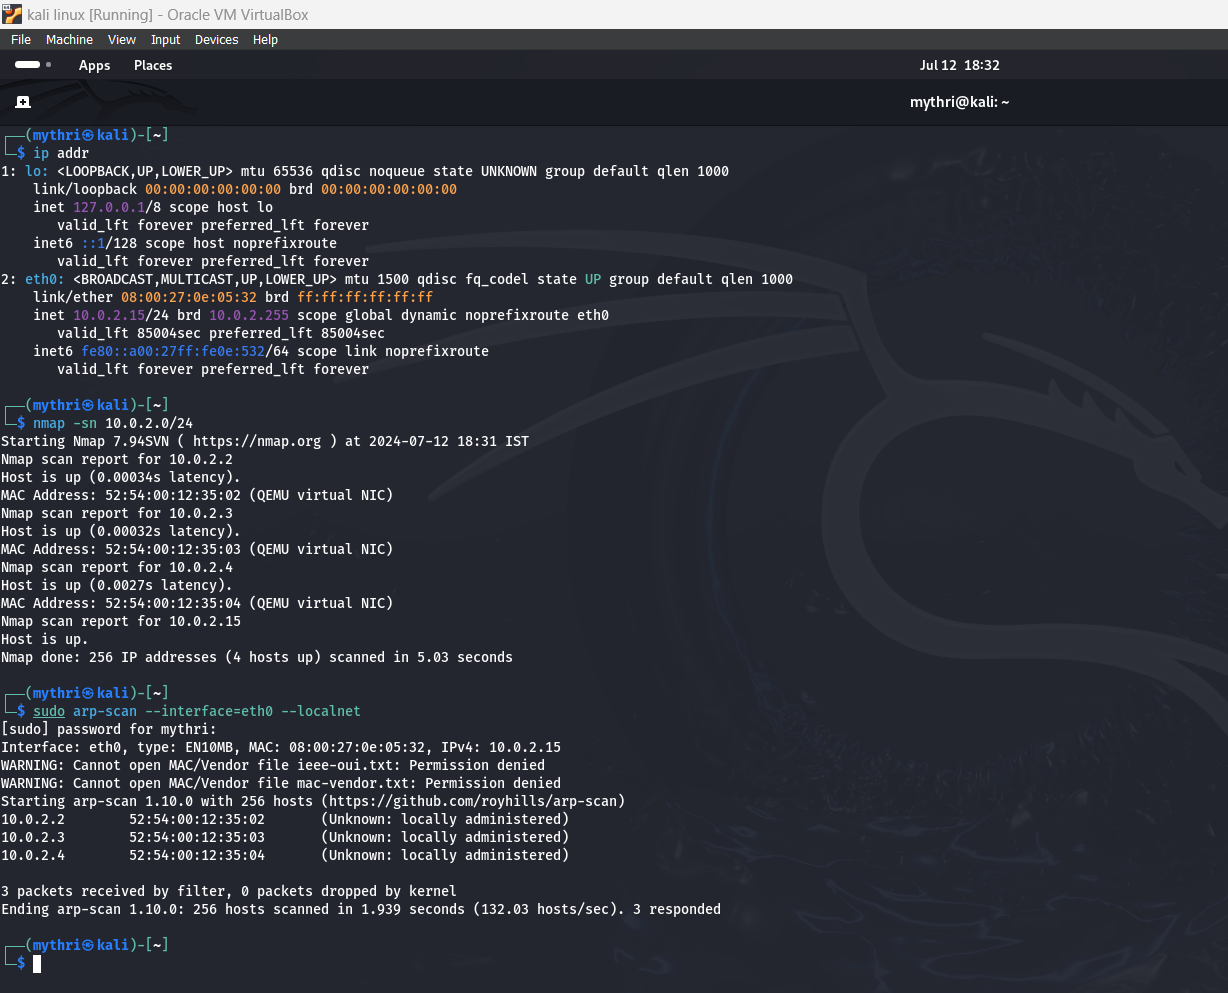 kali linux [Running] - Oracle VM VirtualBox
File Machine View Input Devices Help
Apps Places Jul 12 18:32
mythri@kali: ~
┌──(mythri㉿kali)-[~]
└─$ ip addr
1: lo: <LOOPBACK,UP,LOWER_UP> mtu 65536 qdisc noqueue state UNKNOWN group default qlen 1000
    link/loopback 00:00:00:00:00:00 brd 00:00:00:00:00:00
    inet 127.0.0.1/8 scope host lo
       valid_lft forever preferred_lft forever
    inet6 ::1/128 scope host noprefixroute
       valid_lft forever preferred_lft forever
2: eth0: <BROADCAST,MULTICAST,UP,LOWER_UP> mtu 1500 qdisc fq_codel state UP group default qlen 1000
    link/ether 08:00:27:0e:05:32 brd ff:ff:ff:ff:ff:ff
    inet 10.0.2.15/24 brd 10.0.2.255 scope global dynamic noprefixroute eth0
       valid_lft 85004sec preferred_lft 85004sec
    inet6 fe80::a00:27ff:fe0e:532/64 scope link noprefixroute
       valid_lft forever preferred_lft forever
┌──(mythri㉿kali)-[~]
└─$ nmap -sn 10.0.2.0/24
Starting Nmap 7.94SVN ( https://nmap.org ) at 2024-07-12 18:31 IST
Nmap scan report for 10.0.2.2
Host is up (0.00034s latency).
MAC Address: 52:54:00:12:35:02 (QEMU virtual NIC)
Nmap scan report for 10.0.2.3
Host is up (0.00032s latency).
MAC Address: 52:54:00:12:35:03 (QEMU virtual NIC)
Nmap scan report for 10.0.2.4
Host is up (0.0027s latency).
MAC Address: 52:54:00:12:35:04 (QEMU virtual NIC)
Nmap scan report for 10.0.2.15
Host is up.
Nmap done: 256 IP addresses (4 hosts up) scanned in 5.03 seconds
┌──(mythri㉿kali)-[~]
└─$ sudo arp-scan --interface=eth0 --localnet
[sudo] password for mythri:
Interface: eth0, type: EN10MB, MAC: 08:00:27:0e:05:32, IPv4: 10.0.2.15
WARNING: Cannot open MAC/Vendor file ieee-oui.txt: Permission denied
WARNING: Cannot open MAC/Vendor file mac-vendor.txt: Permission denied
Starting arp-scan 1.10.0 with 256 hosts (https://github.com/royhills/arp-scan)
10.0.2.2        52:54:00:12:35:02       (Unknown: locally administered)
10.0.2.3        52:54:00:12:35:03       (Unknown: locally administered)
10.0.2.4        52:54:00:12:35:04       (Unknown: locally administered)
3 packets received by filter, 0 packets dropped by kernel
Ending arp-scan 1.10.0: 256 hosts scanned in 1.939 seconds (132.03 hosts/sec). 3 responded
┌──(mythri㉿kali)-[~]
└─$